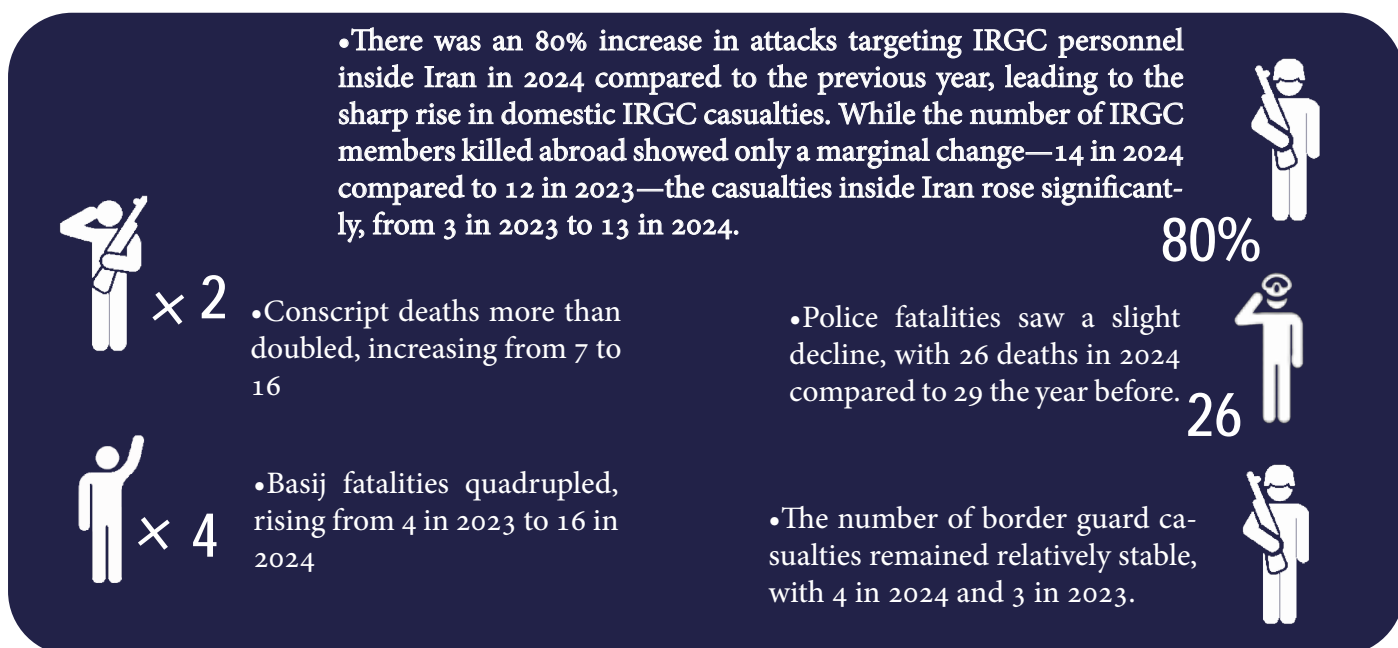 •There was an 80% increase in attacks targeting IRGC personnel
inside Iran in 2024 compared to the previous year, leading to the
sharp rise in domestic IRGC casualties. While the number of IRGC
members killed abroad showed only a marginal change—14 in 2024
compared to 12 in 2023—the casualties inside Iran rose significant-
ly, from 3 in 2023 to 13 in 2024.
80%
× 2
•Conscript deaths more than
doubled, increasing from 7 to
16
•Police fatalities saw a slight
decline, with 26 deaths in 2024
compared to 29 the year before.
26
× 4
•Basij fatalities quadrupled,
rising from 4 in 2023 to 16 in
2024
•The number of border guard ca-
sualties remained relatively stable,
with 4 in 2024 and 3 in 2023.